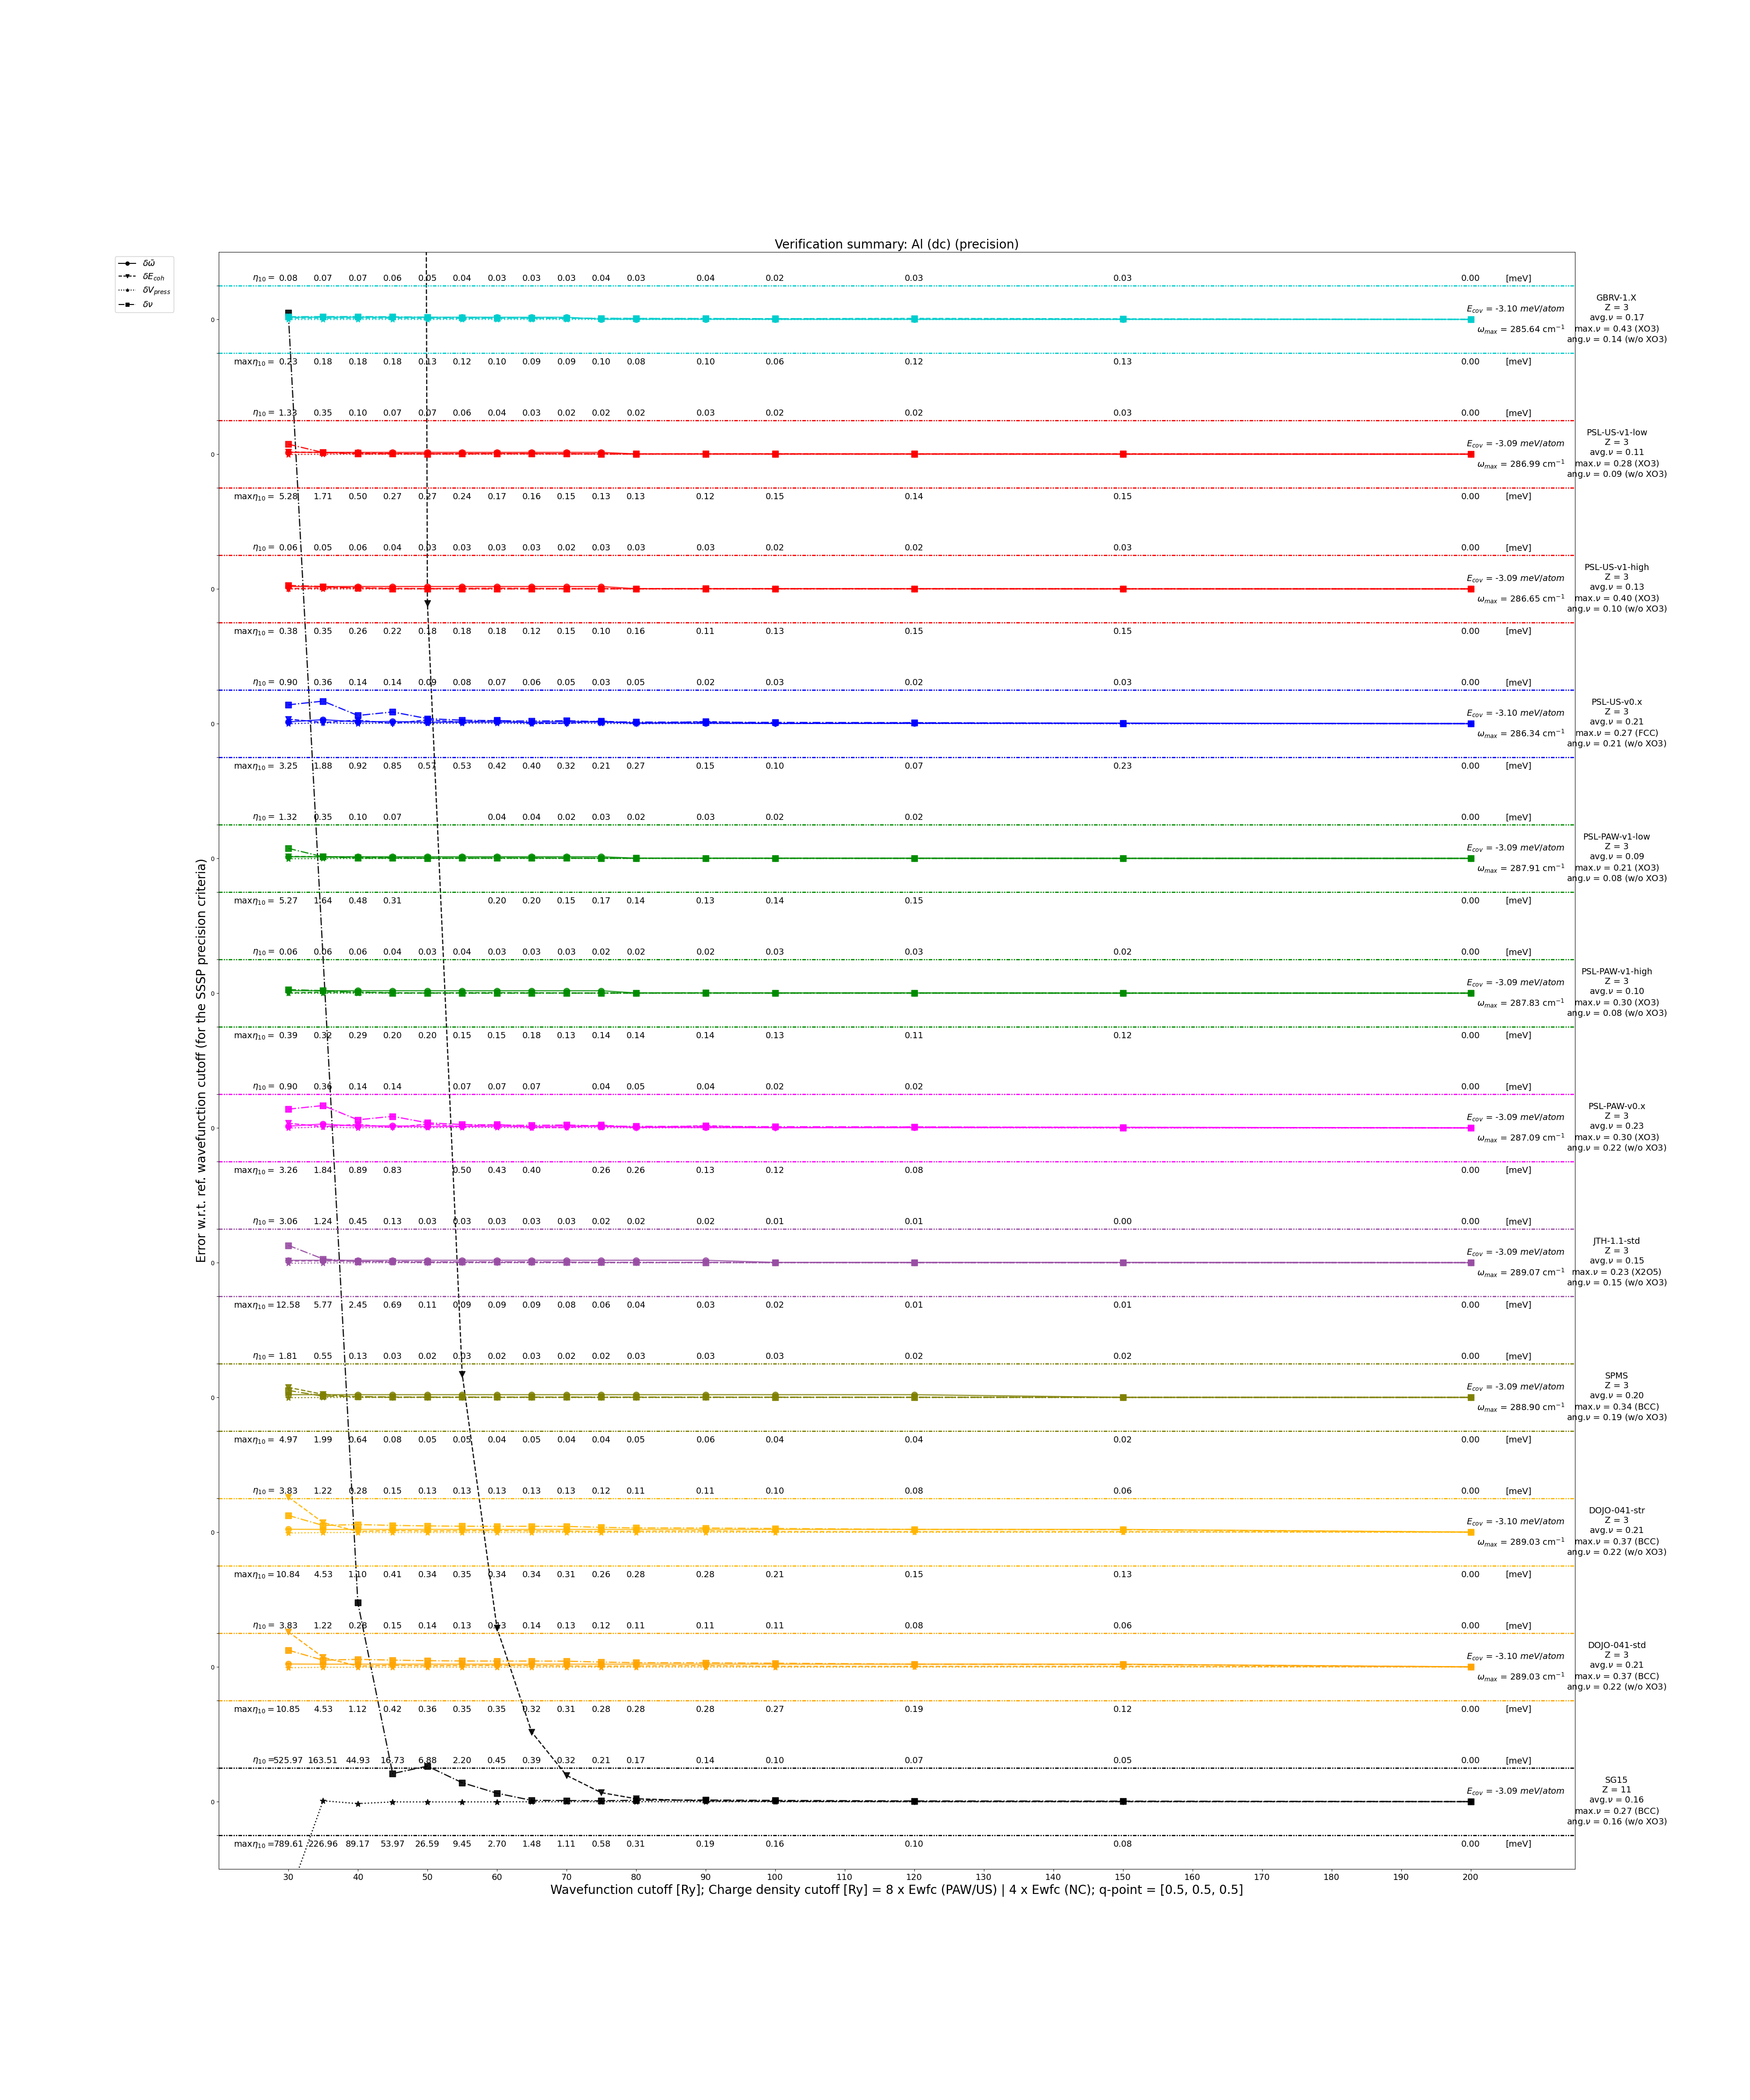 Verification summary: Al (dc) (precision)
δω̄
δE_coh
δV_press
δν
η₁₀ = 0.08 0.07 0.07 0.06 0.05 0.04 0.03 0.03 0.03 0.04 0.03 0.04 0.02 0.03 0.03 0.00 [meV]
0
E_cov = -3.10 meV/atom
ω_max = 285.64 cm⁻¹
GBRV-1.X
Z = 3
avg.ν = 0.17
max.ν = 0.43 (XO3)
ang.ν = 0.14 (w/o XO3)
maxη₁₀ = 0.23 0.18 0.18 0.18 0.13 0.12 0.10 0.09 0.09 0.10 0.08 0.10 0.06 0.12 0.13 0.00 [meV]
η₁₀ = 1.33 0.35 0.10 0.07 0.07 0.06 0.04 0.03 0.02 0.02 0.02 0.03 0.02 0.02 0.03 0.00 [meV]
0
E_cov = -3.09 meV/atom
ω_max = 286.99 cm⁻¹
PSL-US-v1-low
Z = 3
avg.ν = 0.11
max.ν = 0.28 (XO3)
ang.ν = 0.09 (w/o XO3)
maxη₁₀ = 5.28 1.71 0.50 0.27 0.27 0.24 0.17 0.16 0.15 0.13 0.13 0.12 0.15 0.14 0.15 0.00 [meV]
η₁₀ = 0.06 0.05 0.06 0.04 0.03 0.03 0.03 0.03 0.02 0.03 0.03 0.03 0.02 0.02 0.03 0.00 [meV]
0
E_cov = -3.09 meV/atom
ω_max = 286.65 cm⁻¹
PSL-US-v1-high
Z = 3
avg.ν = 0.13
max.ν = 0.40 (XO3)
ang.ν = 0.10 (w/o XO3)
maxη₁₀ = 0.38 0.35 0.26 0.22 0.18 0.18 0.18 0.12 0.15 0.10 0.16 0.11 0.13 0.15 0.15 0.00 [meV]
η₁₀ = 0.90 0.36 0.14 0.14 0.09 0.08 0.07 0.06 0.05 0.03 0.05 0.02 0.03 0.02 0.03 0.00 [meV]
0
E_cov = -3.10 meV/atom
ω_max = 286.34 cm⁻¹
PSL-US-v0.x
Z = 3
avg.ν = 0.21
max.ν = 0.27 (FCC)
ang.ν = 0.21 (w/o XO3)
maxη₁₀ = 3.25 1.88 0.92 0.85 0.57 0.53 0.42 0.40 0.32 0.21 0.27 0.15 0.10 0.07 0.23 0.00 [meV]
η₁₀ = 1.32 0.35 0.10 0.07 0.04 0.04 0.02 0.03 0.02 0.03 0.02 0.02 0.00 [meV]
0
E_cov = -3.09 meV/atom
ω_max = 287.91 cm⁻¹
PSL-PAW-v1-low
Z = 3
avg.ν = 0.09
max.ν = 0.21 (XO3)
ang.ν = 0.08 (w/o XO3)
maxη₁₀ = 5.27 1.64 0.48 0.31 0.20 0.20 0.15 0.17 0.14 0.13 0.14 0.15 0.00 [meV]
η₁₀ = 0.06 0.06 0.06 0.04 0.03 0.04 0.03 0.03 0.03 0.02 0.02 0.02 0.03 0.03 0.02 0.00 [meV]
0
E_cov = -3.09 meV/atom
ω_max = 287.83 cm⁻¹
PSL-PAW-v1-high
Z = 3
avg.ν = 0.10
max.ν = 0.30 (XO3)
ang.ν = 0.08 (w/o XO3)
maxη₁₀ = 0.39 0.32 0.29 0.20 0.20 0.15 0.15 0.18 0.13 0.14 0.14 0.14 0.13 0.11 0.12 0.00 [meV]
η₁₀ = 0.90 0.36 0.14 0.14 0.07 0.07 0.07 0.04 0.05 0.04 0.02 0.02 0.00 [meV]
0
E_cov = -3.09 meV/atom
ω_max = 287.09 cm⁻¹
PSL-PAW-v0.x
Z = 3
avg.ν = 0.23
max.ν = 0.30 (XO3)
ang.ν = 0.22 (w/o XO3)
maxη₁₀ = 3.26 1.84 0.89 0.83 0.50 0.43 0.40 0.26 0.26 0.13 0.12 0.08 0.00 [meV]
η₁₀ = 3.06 1.24 0.45 0.13 0.03 0.03 0.03 0.03 0.03 0.02 0.02 0.02 0.01 0.01 0.00 0.00 [meV]
0
E_cov = -3.09 meV/atom
ω_max = 289.07 cm⁻¹
JTH-1.1-std
Z = 3
avg.ν = 0.15
max.ν = 0.23 (X2O5)
ang.ν = 0.15 (w/o XO3)
maxη₁₀ = 12.58 5.77 2.45 0.69 0.11 0.09 0.09 0.09 0.08 0.06 0.04 0.03 0.02 0.01 0.01 0.00 [meV]
η₁₀ = 1.81 0.55 0.13 0.03 0.02 0.03 0.02 0.03 0.02 0.02 0.03 0.03 0.03 0.02 0.02 0.00 [meV]
0
E_cov = -3.09 meV/atom
ω_max = 288.90 cm⁻¹
SPMS
Z = 3
avg.ν = 0.20
max.ν = 0.34 (BCC)
ang.ν = 0.19 (w/o XO3)
maxη₁₀ = 4.97 1.99 0.64 0.08 0.05 0.05 0.04 0.05 0.04 0.04 0.05 0.06 0.04 0.04 0.02 0.00 [meV]
η₁₀ = 3.83 1.22 0.28 0.15 0.13 0.13 0.13 0.13 0.13 0.12 0.11 0.11 0.10 0.08 0.06 0.00 [meV]
0
E_cov = -3.10 meV/atom
ω_max = 289.03 cm⁻¹
DOJO-041-str
Z = 3
avg.ν = 0.21
max.ν = 0.37 (BCC)
ang.ν = 0.22 (w/o XO3)
maxη₁₀ = 10.84 4.53 1.10 0.41 0.34 0.35 0.34 0.34 0.31 0.26 0.28 0.28 0.21 0.15 0.13 0.00 [meV]
η₁₀ = 3.83 1.22 0.28 0.15 0.14 0.13 0.13 0.14 0.13 0.12 0.11 0.11 0.11 0.08 0.06 0.00 [meV]
0
E_cov = -3.10 meV/atom
ω_max = 289.03 cm⁻¹
DOJO-041-std
Z = 3
avg.ν = 0.21
max.ν = 0.37 (BCC)
ang.ν = 0.22 (w/o XO3)
maxη₁₀ = 10.85 4.53 1.12 0.42 0.36 0.35 0.35 0.32 0.31 0.28 0.28 0.28 0.27 0.19 0.12 0.00 [meV]
η₁₀ = 525.97 163.51 44.93 16.73 6.88 2.20 0.45 0.39 0.32 0.21 0.17 0.14 0.10 0.07 0.05 0.00 [meV]
0
E_cov = -3.09 meV/atom
SG15
Z = 11
avg.ν = 0.16
max.ν = 0.27 (BCC)
ang.ν = 0.16 (w/o XO3)
maxη₁₀ = 789.61 226.96 89.17 53.97 26.59 9.45 2.70 1.48 1.11 0.58 0.31 0.19 0.16 0.10 0.08 0.00 [meV]
30 40 50 60 70 80 90 100 110 120 130 140 150 160 170 180 190 200
Wavefunction cutoff [Ry]; Charge density cutoff [Ry] = 8 x Ewfc (PAW/US) | 4 x Ewfc (NC); q-point = [0.5, 0.5, 0.5]
Error w.r.t. ref. wavefunction cutoff (for the SSSP precision criteria)